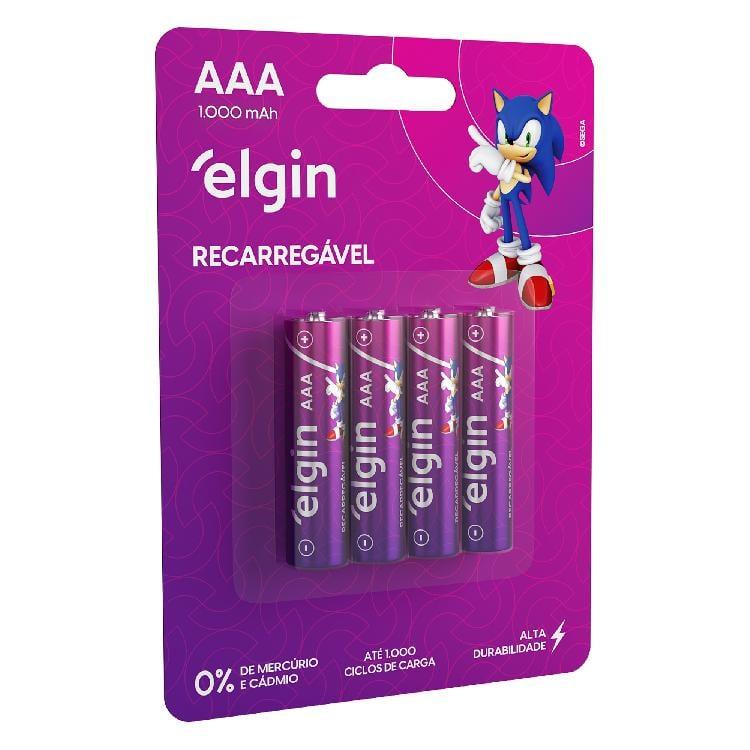 AAA
1.000 mAh
elgin
RECARREGÁVEL
©SEGA
+
AAA
elgin
RECARREGÁVEL
-
+
AAA
elgin
RECARREGÁVEL
-
+
AAA
elgin
RECARREGÁVEL
-
+
AAA
elgin
RECARREGÁVEL
-
0% DE MERCÚRIO
E CÁDMIO
ATÉ 1.000
CICLOS DE CARGA
ALTA
DURABILIDADE